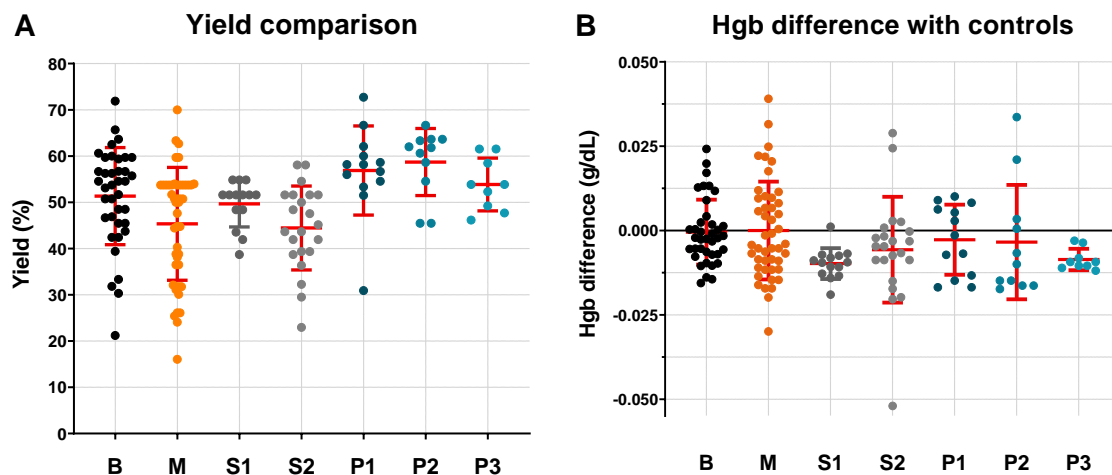 A
Yield comparison
80
70
60
50
40
30
20
10
0
Yield (%)
B M S1 S2 P1 P2 P3
B
Hgb difference with controls
0.050
0.025
0.000
-0.025
-0.050
Hgb difference (g/dL)
B M S1 S2 P1 P2 P3